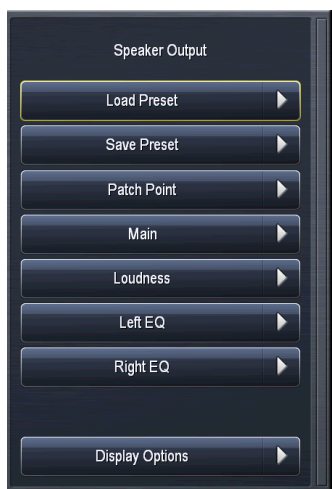 Speaker Output
Load Preset
Save Preset
Patch Point
Main
Loudness
Left EQ
Right EQ
Display Options